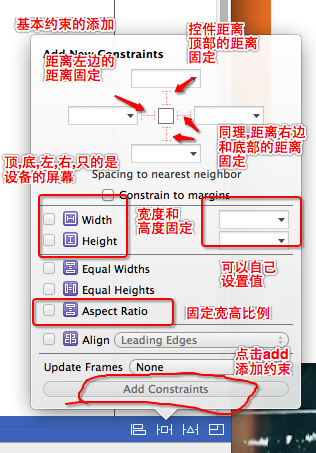 基本约束的添加
控件距离
顶部的距离
固定
Add New Constraints
距离左边的
距离固定
同理,距离右边
和底部的距离
固定
顶,底,左,右,只的是
设备的屏幕
Spacing to nearest neighbor
Constrain to margins
Width
宽度和
高度固定
Height
Equal Widths
可以自己
设置值
Equal Heights
Aspect Ratio
固定宽高比例
Align
Leading Edges
点击add
添加约束
Update Frames
None
Add Constraints